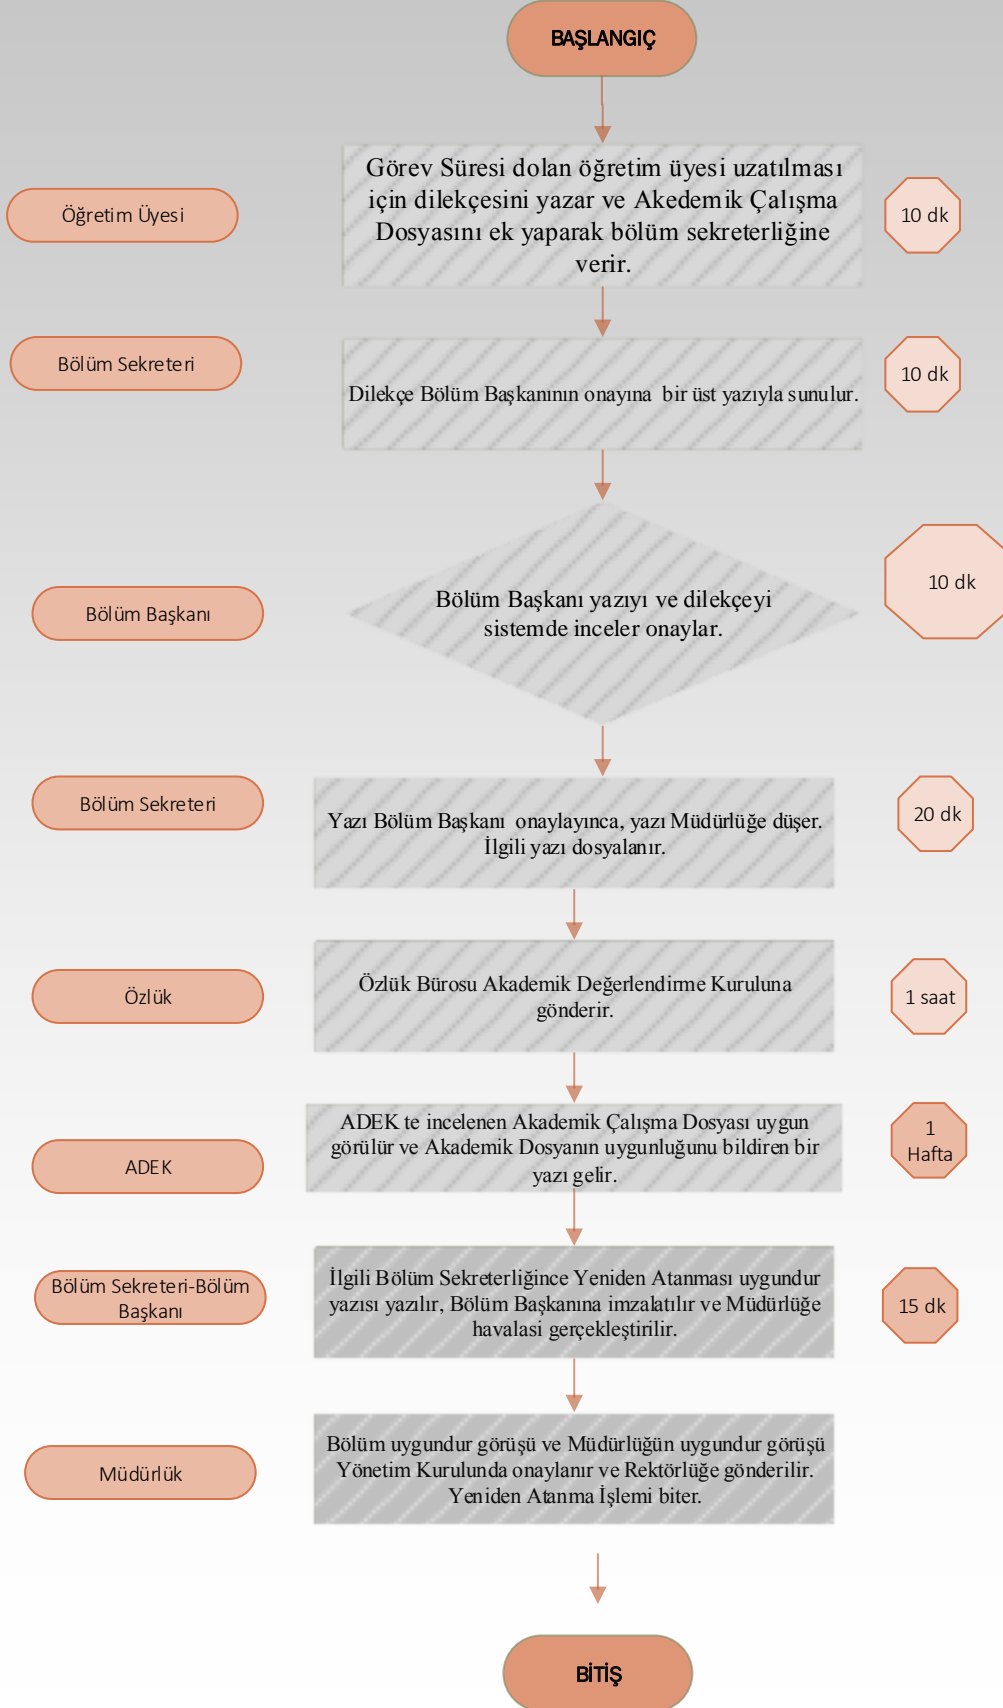 BAŞLANGIÇ
Öğretim Üyesi
Görev Süresi dolan öğretim üyesi uzatılması
için dilekçesini yazar ve Akedemik Çalışma
Dosyasını ek yaparak bölüm sekreterliğine
verir.
10 dk
Bölüm Sekreteri
Dilekçe Bölüm Başkanının onayına bir üst yazıyla sunulur.
10 dk
Bölüm Başkanı
Bölüm Başkanı yazıyı ve dilekçeyi
sistemde inceler onaylar.
10 dk
Bölüm Sekreteri
Yazı Bölüm Başkanı onaylayınca, yazı Müdürlüğe düşer.
İlgili yazı dosyalanır.
20 dk
Özlük
Özlük Bürosu Akademik Değerlendirme Kuruluna
gönderir.
1 saat
ADEK
ADEK te incelenen Akademik Çalışma Dosyası uygun
görülür ve Akademik Dosyanın uygunluğunu bildiren bir
yazı gelir.
1
Hafta
Bölüm Sekreteri-Bölüm
Başkanı
İlgili Bölüm Sekreterliğince Yeniden Atanması uygundur
yazısı yazılır, Bölüm Başkanına imzalatılır ve Müdürlüğe
havalasi gerçekleştirilir.
15 dk
Müdürlük
Bölüm uygundur görüşü ve Müdürlüğün uygundur görüşü
Yönetim Kurulunda onaylanır ve Rektörlüğe gönderilir.
Yeniden Atanma İşlemi biter.
BİTİŞ